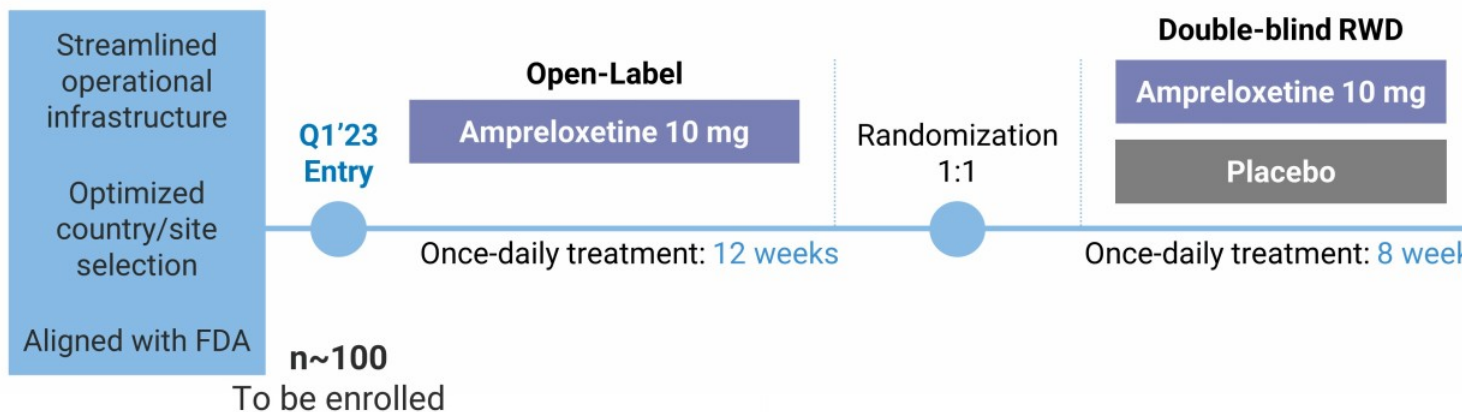 Streamlined
operational
infrastructure
Optimized
country/site
selection
Aligned with FDA
Q1'23
Entry
n~100
To be enrolled
Open-Label
Ampreloxetine 10 mg
Once-daily treatment: 12 weeks
Randomization
1:1
Double-blind RWD
Ampreloxetine 10 mg
Placebo
Once-daily treatment: 8 week